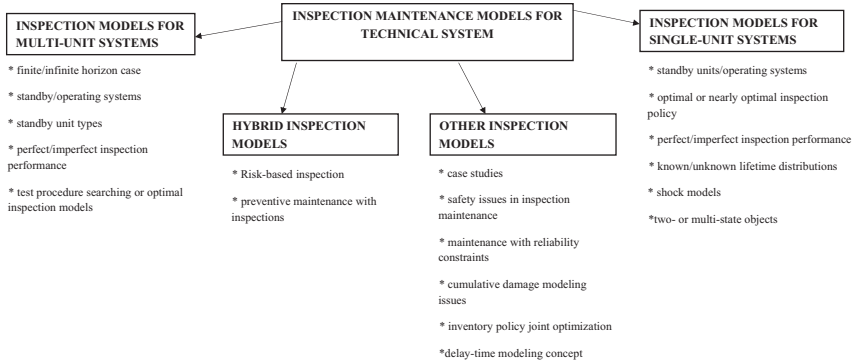 INSPECTION MAINTENANCE MODELS FOR
TECHNICAL SYSTEM
INSPECTION MODELS FOR
MULTI-UNIT SYSTEMS
* finite/infinite horizon case
* standby/operating systems
* standby unit types
* perfect/imperfect inspection
performance
* test procedure searching or optimal
inspection models
HYBRID INSPECTION
MODELS
* Risk-based inspection
* preventive maintenance with
inspections
OTHER INSPECTION
MODELS
* case studies
* safety issues in inspection
maintenance
* maintenance with reliability
constraints
* cumulative damage modeling
issues
* inventory policy joint optimization
*delay-time modeling concept
INSPECTION MODELS FOR
SINGLE-UNIT SYSTEMS
* standby units/operating systems
* optimal or nearly optimal inspection
policy
* perfect/imperfect inspection performance
* known/unknown lifetime distributions
* shock models
*two- or multi-state objects